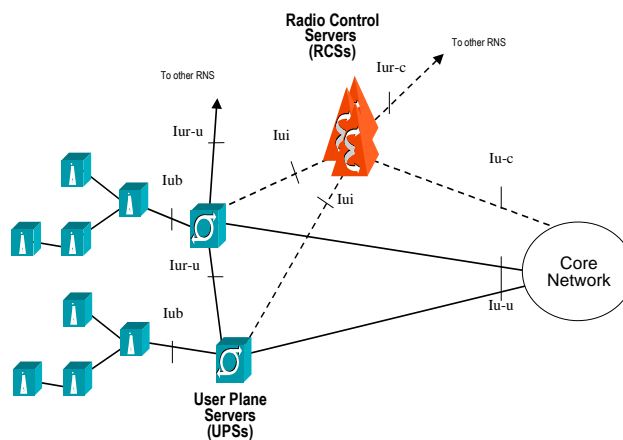 Radio Control
Servers
(RCSs)
To other RNS
Iur-c
To other RNS
Iur-u
Iui
Iu-c
Iub
Iui
Iur-u
Core
Network
Iub
Iu-u
User Plane
Servers
(UPSs)